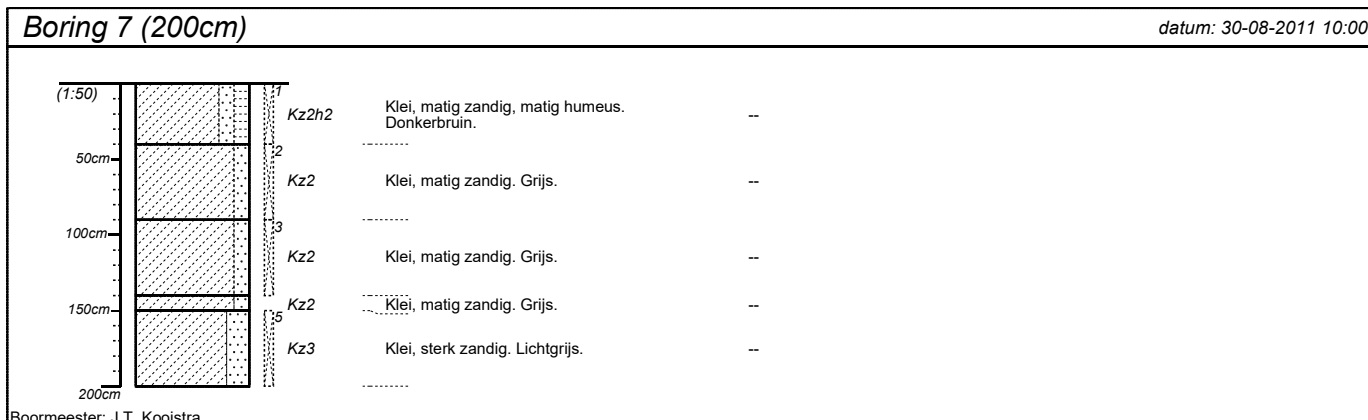 Boring 7 (200cm)
datum: 30-08-2011 10:00
(1:50)
1
Kz2h2
Klei, matig zandig, matig humeus.
Donkerbruin.
--
50cm
2
Kz2
Klei, matig zandig. Grijs.
--
100cm
3
Kz2
Klei, matig zandig. Grijs.
--
150cm
Kz2
Klei, matig zandig. Grijs.
--
5
Kz3
Klei, sterk zandig. Lichtgrijs.
--
200cm
Boormeester: J.T. Kooistra